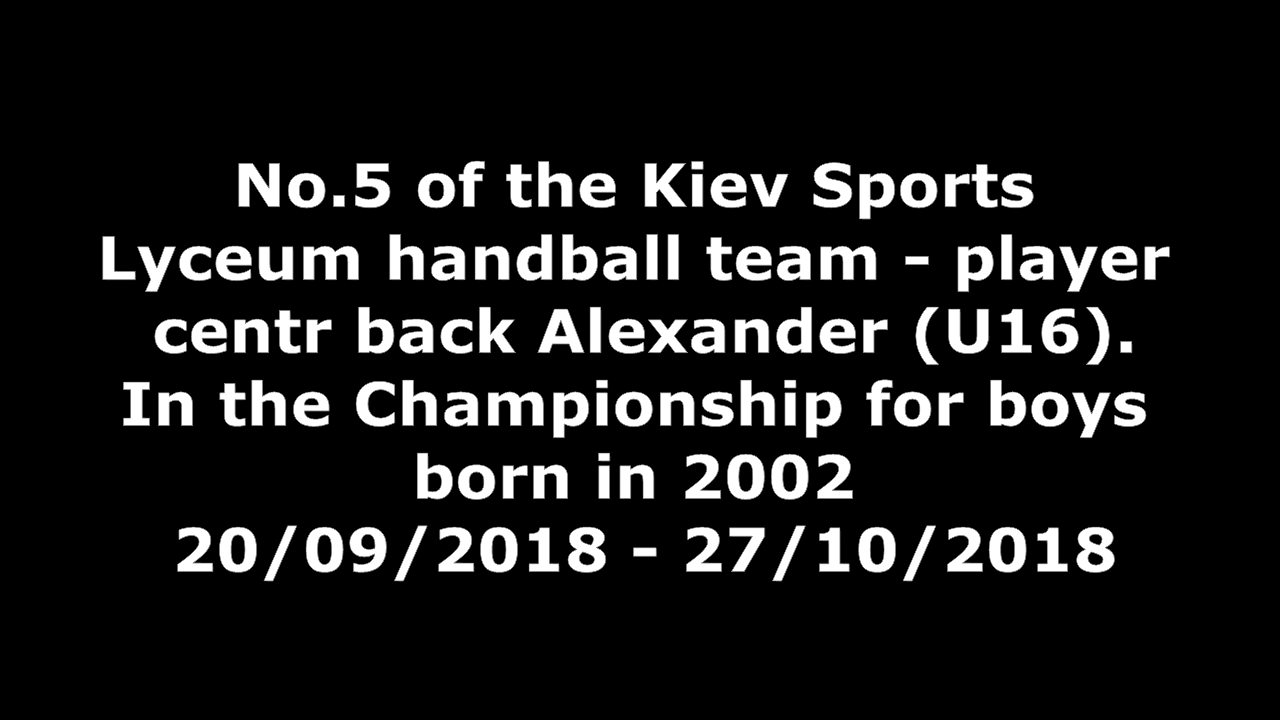 No.5 of the Kiev Sports
Lyceum handball team - player
centr back Alexander (U16).
In the Championship for boys
born in 2002
20/09/2018 - 27/10/2018